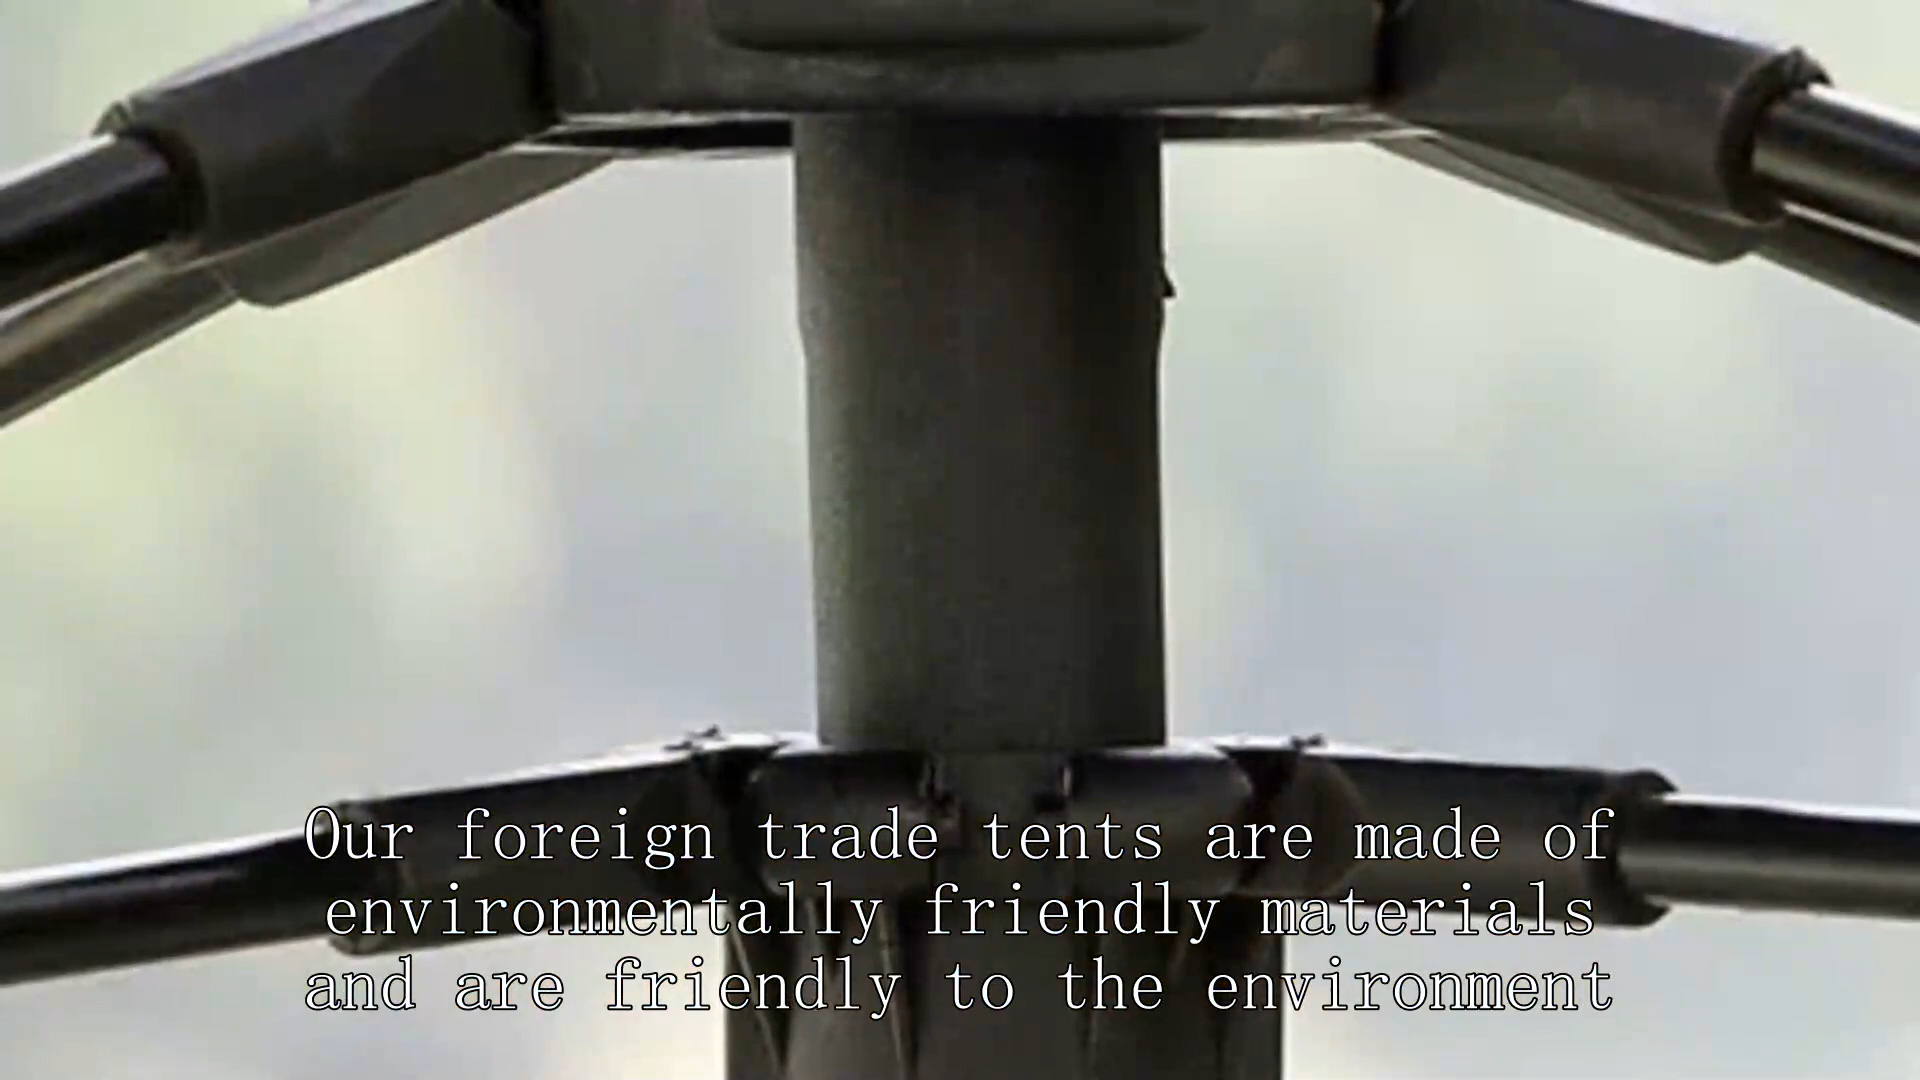 Our foreign trade tents are made of
environmentally friendly materials
and are friendly to the environment